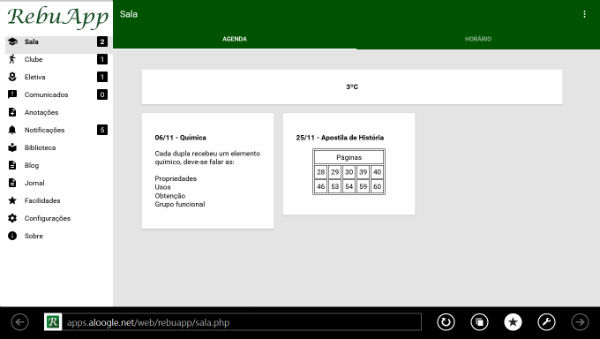 RebuApp
Sala
AGENDA HORÁRIO
Sala 2
Clube 1
Eletiva 1
Comunicados 0
Anotações
Notificações 5
Biblioteca
Blog
Jornal
Facilidades
Configurações
Sobre
3ºC
06/11 - Química
Cada dupla recebeu um elemento
químico, deve-se falar as:
Propriedades
Usos
Obtenção
Grupo funcional
25/11 - Apostila de História
Páginas
28 29 30 39 40
46 53 54 59 60
R apps.aloogle.net/web/rebuapp/sala.php